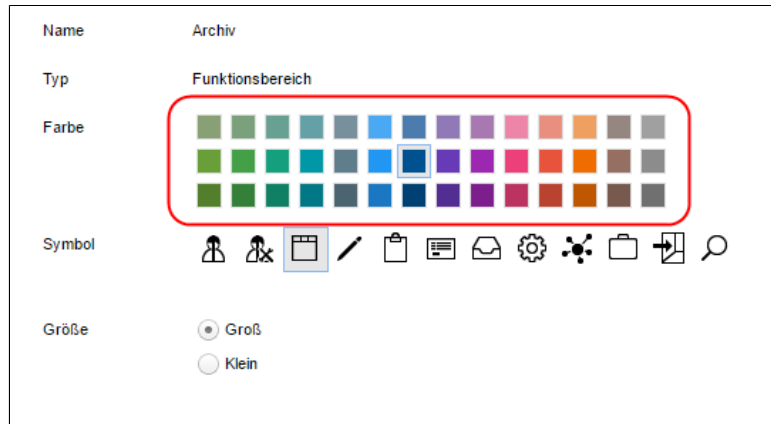 Name Archiv
Typ Funktionsbereich
Farbe
Symbol
Größe Groß
Klein